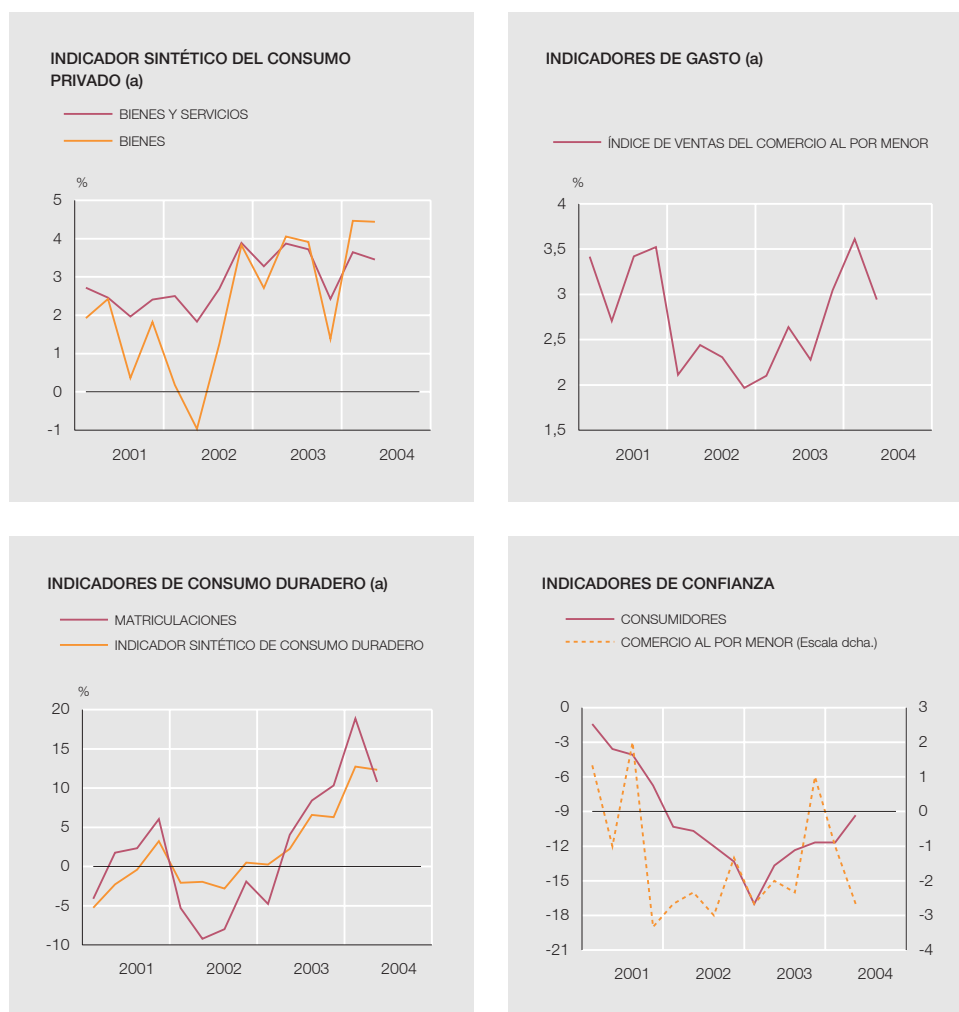 INDICADOR SINTÉTICO DEL CONSUMO
PRIVADO (a)
BIENES Y SERVICIOS
BIENES
%
5
4
3
2
1
0
-1
2001 2002 2003 2004
INDICADORES DE GASTO (a)
ÍNDICE DE VENTAS DEL COMERCIO AL POR MENOR
%
4
3,5
3
2,5
2
1,5
2001 2002 2003 2004
INDICADORES DE CONSUMO DURADERO (a)
MATRICULACIONES
INDICADOR SINTÉTICO DE CONSUMO DURADERO
%
20
15
10
5
0
-5
-10
2001 2002 2003 2004
INDICADORES DE CONFIANZA
CONSUMIDORES
COMERCIO AL POR MENOR (Escala dcha.)
0 3
-3 2
-6 1
-9 0
-12 -1
-15 -2
-18 -3
-21 -4
2001 2002 2003 2004